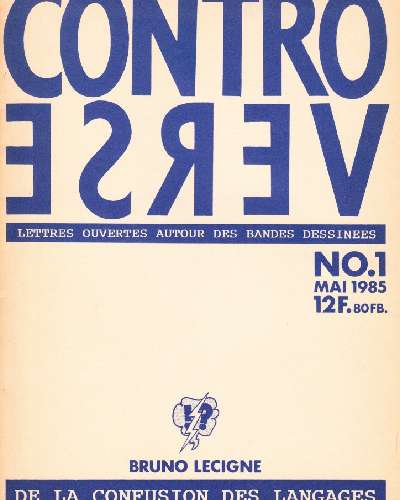 CONTRO
VERSE
LETTRES OUVERTES AUTOUR DES BANDES DESSINEES
NO.1
MAI 1985
12F. 80FB.
!?
BRUNO LECIGNE
DE LA CONFUSION DES LANGAGES